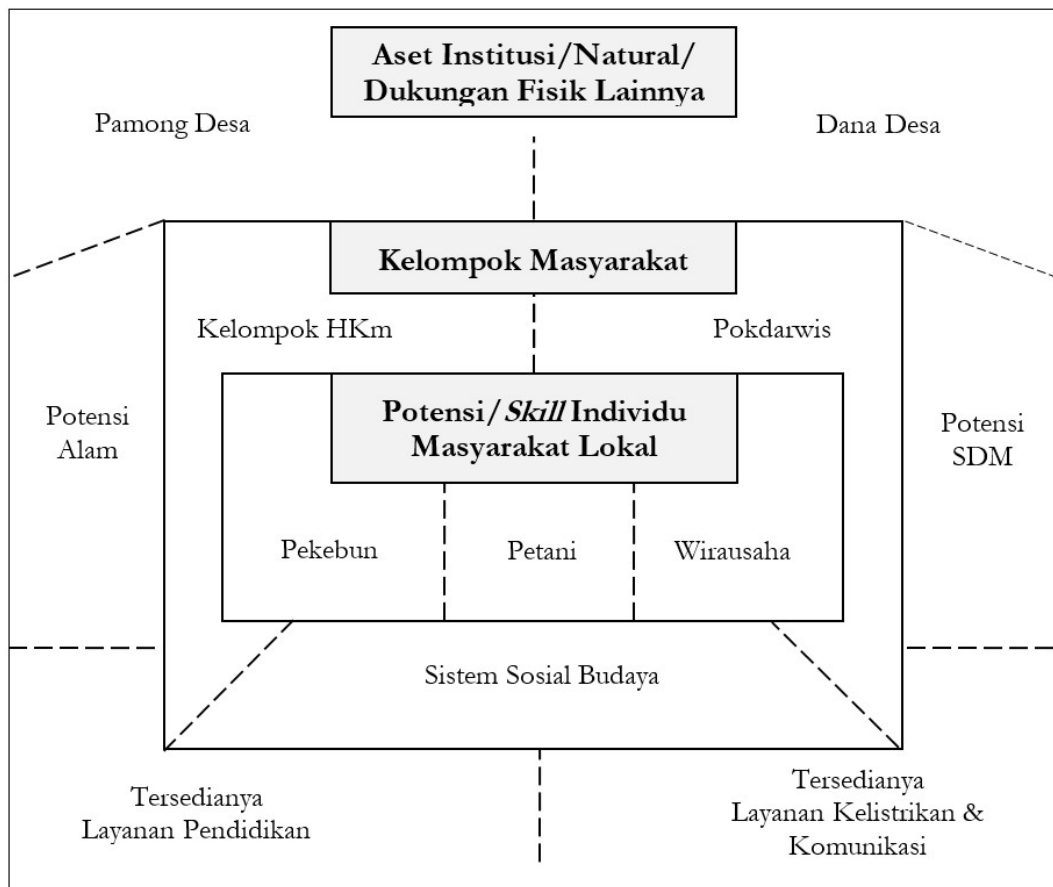 Aset Institusi/Natural/
Dukungan Fisik Lainnya
Pamong Desa
Dana Desa
Kelompok Masyarakat
Kelompok HKm
Pokdarwis
Potensi
Alam
Potensi/Skill Individu
Masyarakat Lokal
Potensi
SDM
Pekebun
Petani
Wirausaha
Sistem Sosial Budaya
Tersedianya
Layanan Pendidikan
Tersedianya
Layanan Kelistrikan &
Komunikasi